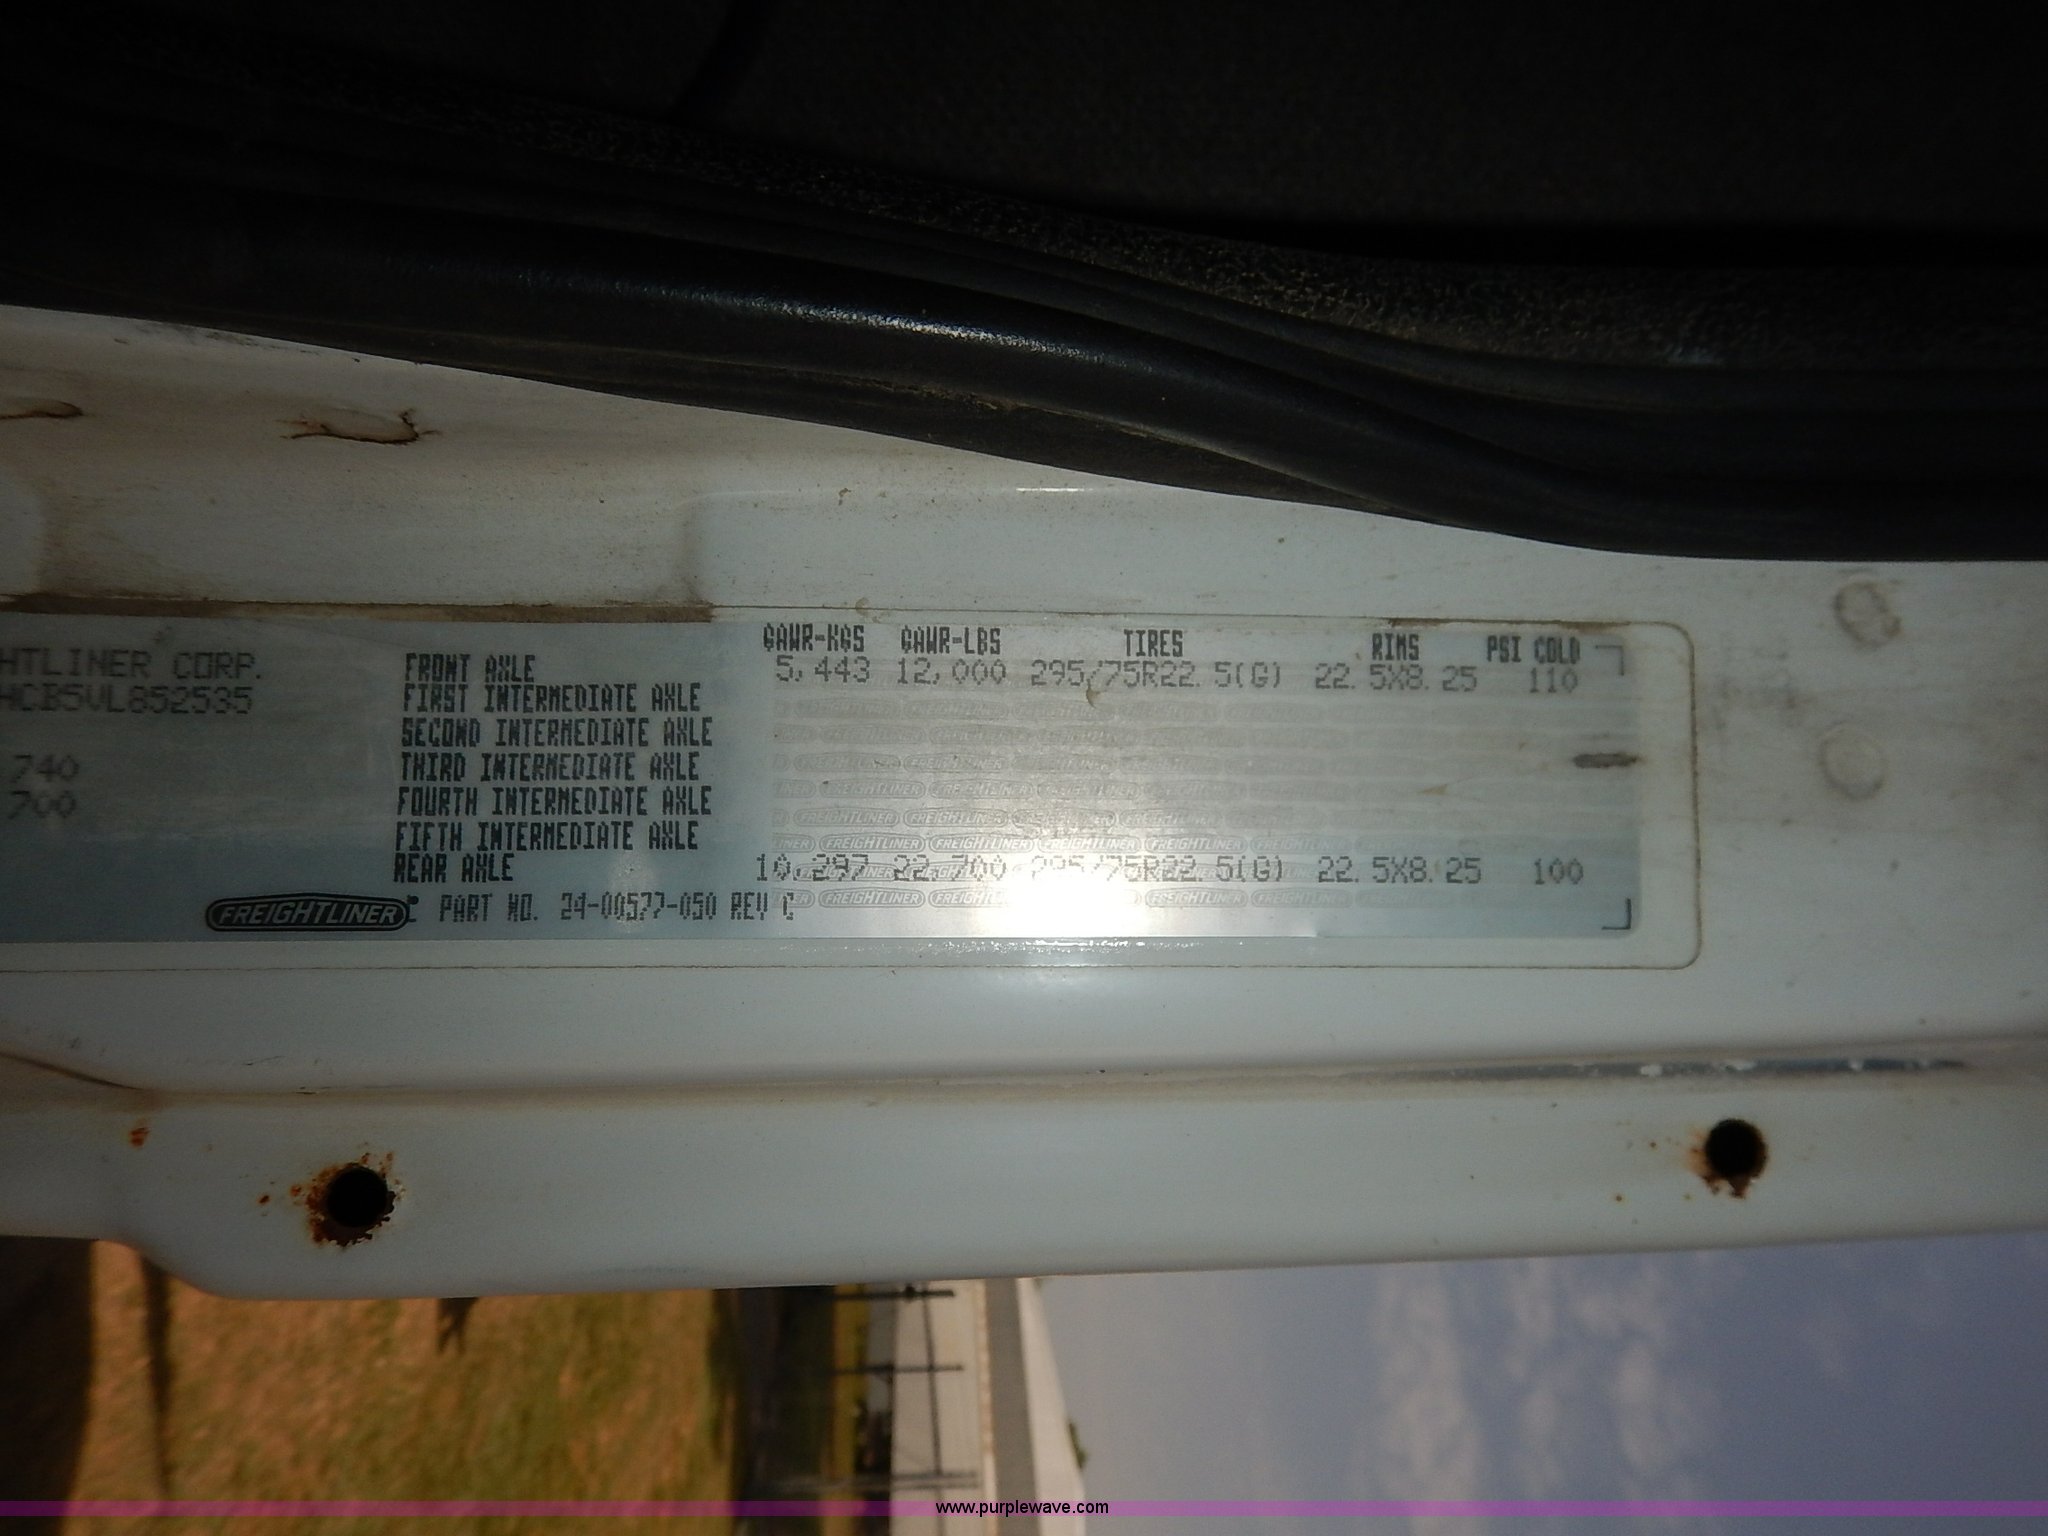 GAWR-KGS GAWR-LBS TIRES RIMS PSI COLD
HTLINER CORP. FRONT AXLE 5,443 12,000 295/75R22.5(G) 22.5X8.25 110
HCB5VL852535 FIRST INTERMEDIATE AXLE
SECOND INTERMEDIATE AXLE
740 THIRD INTERMEDIATE AXLE
700 FOURTH INTERMEDIATE AXLE
FIFTH INTERMEDIATE AXLE
REAR AXLE 10,297 22,700 295/75R22.5(G) 22.5X8.25 100
FREIGHTLINER PART NO. 24-00577-050 REV C
www.purplewave.com